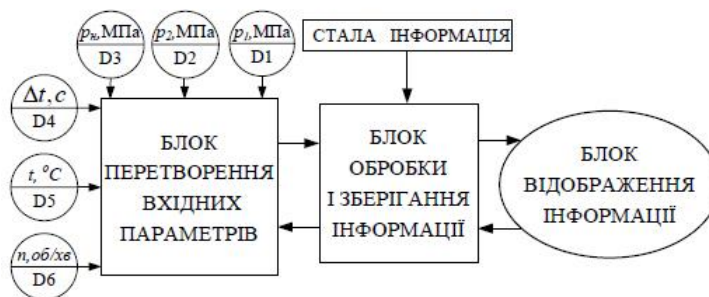 pн,МПа
D3
p2,МПа
D2
p1,МПа
D1
СТАЛА ІНФОРМАЦІЯ
Δt,c
D4
t,°C
D5
n,об/хв
D6
БЛОК
ПЕРЕТВОРЕННЯ
ВХІДНИХ
ПАРАМЕТРІВ
БЛОК
ОБРОБКИ
І ЗБЕРІГАННЯ
ІНФОРМАЦІЇ
БЛОК
ВІДОБРАЖЕННЯ
ІНФОРМАЦІЇ